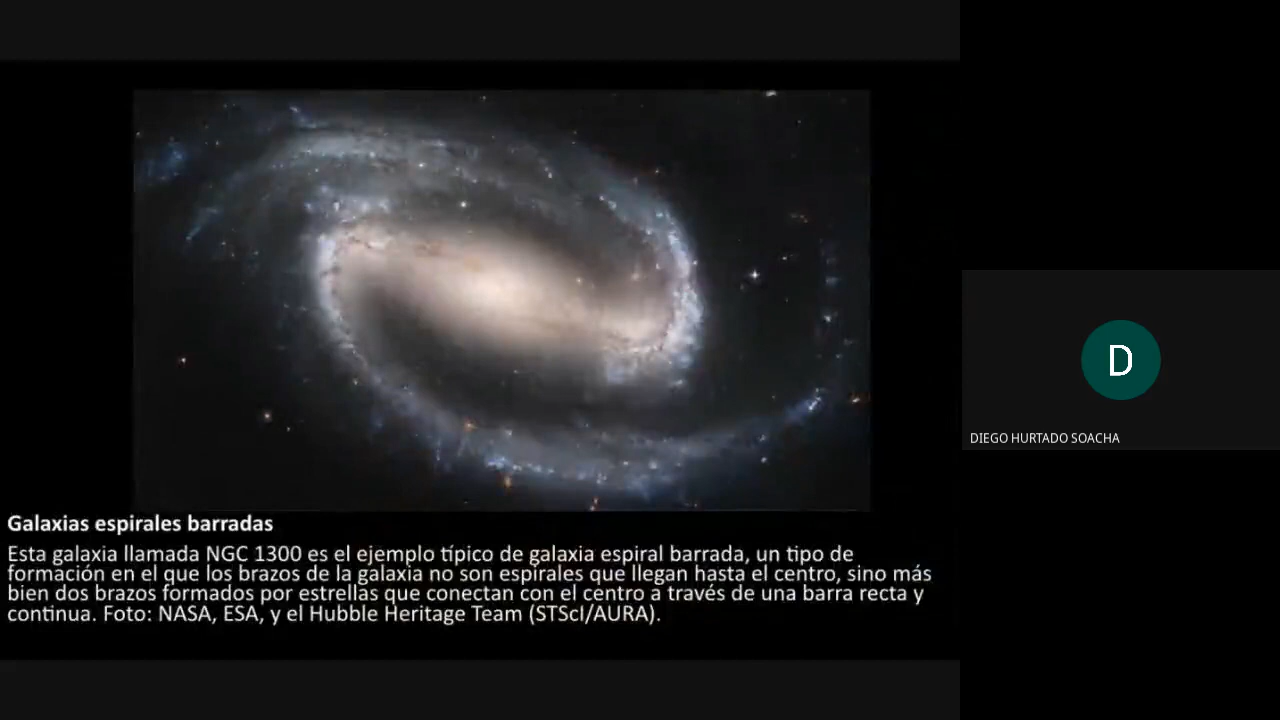 Galaxias espirales barradas
Esta galaxia llamada NGC 1300 es el ejemplo típico de galaxia espiral barrada, un tipo de
formación en el que los brazos de la galaxia no son espirales que llegan hasta el centro, sino más
bien dos brazos formados por estrellas que conectan con el centro a través de una barra recta y
continua. Foto: NASA, ESA, y el Hubble Heritage Team (STScI/AURA).
D
DIEGO HURTADO SOACHA